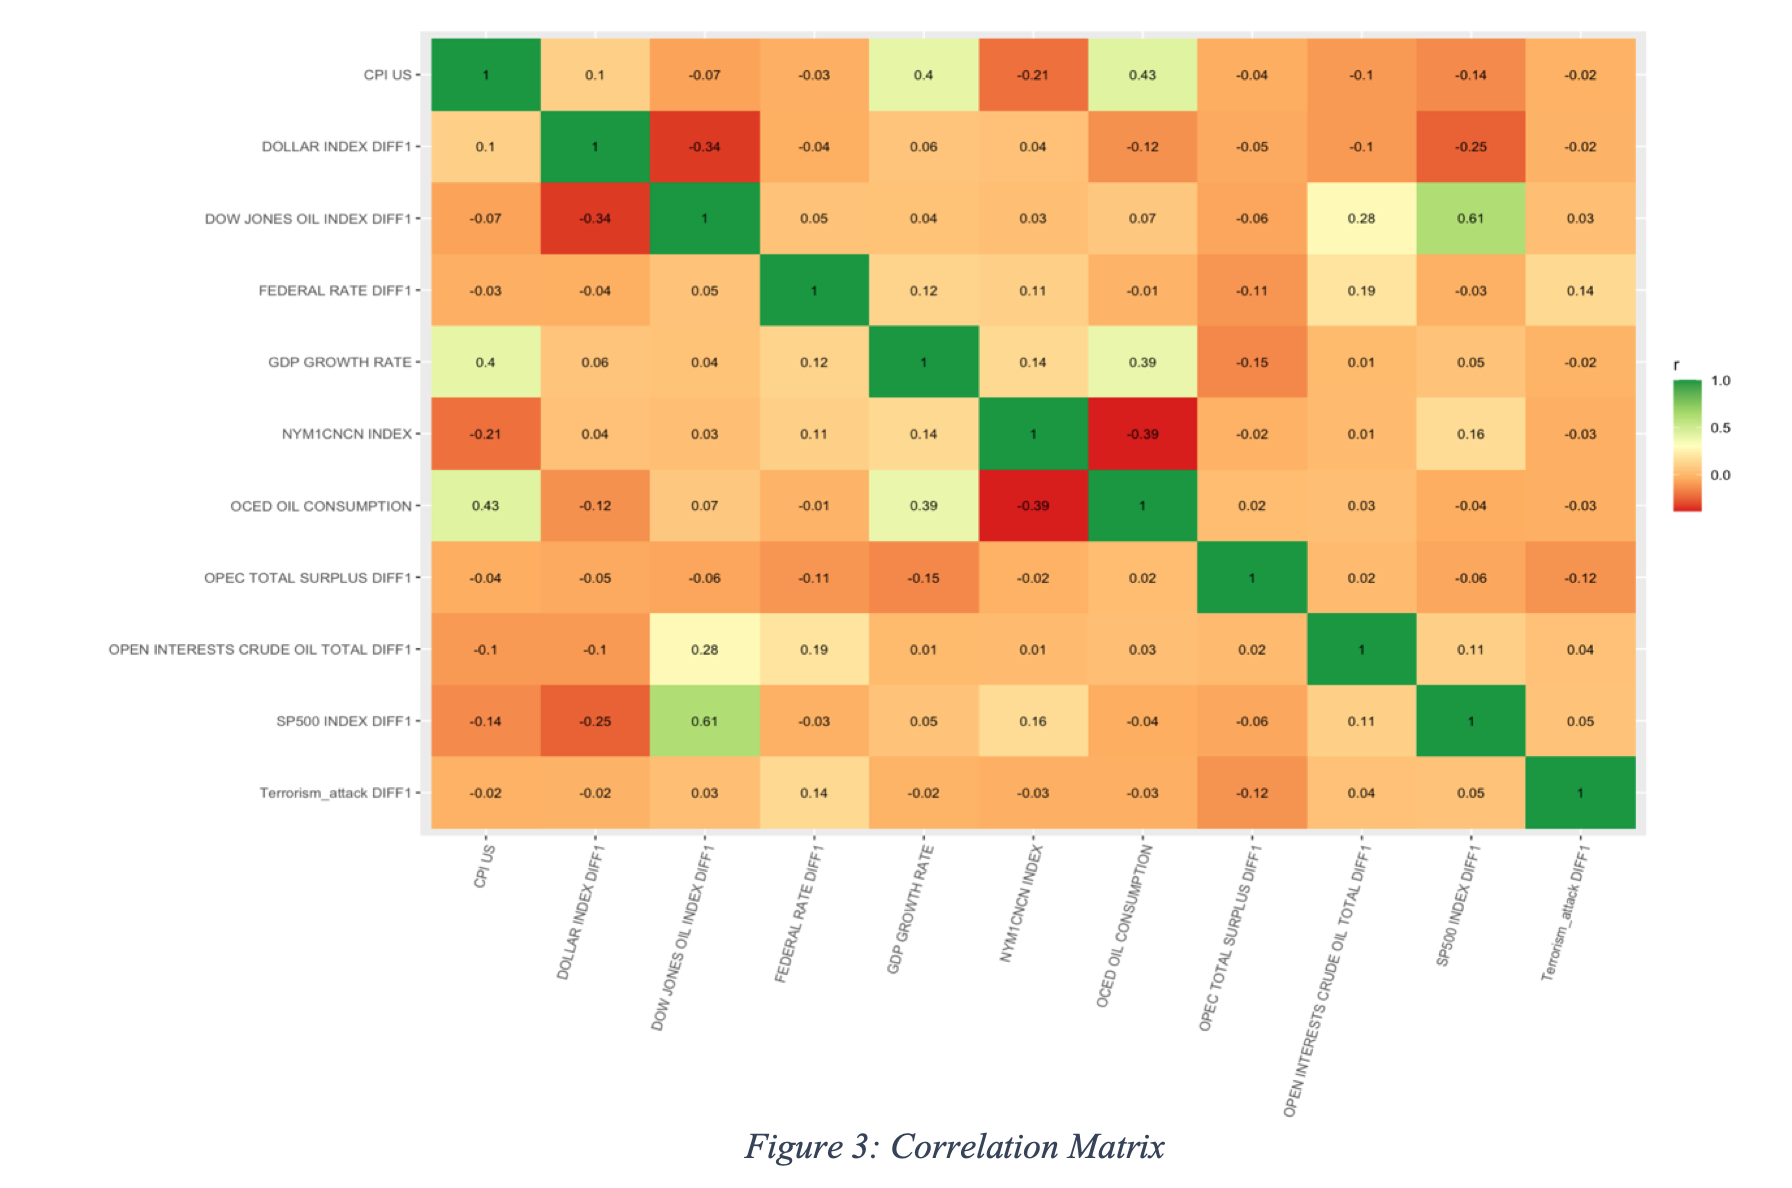 CPI US 1 0.1 -0.07 -0.03 0.4 -0.21 0.43 -0.04 -0.1 -0.14 -0.02
DOLLAR INDEX DIFF1 0.1 1 -0.34 -0.04 0.06 0.04 -0.12 -0.05 -0.1 -0.25 -0.02
DOW JONES OIL INDEX DIFF1 -0.07 -0.34 1 0.05 0.04 0.03 0.07 -0.06 0.28 0.61 0.03
FEDERAL RATE DIFF1 -0.03 -0.04 0.05 1 0.12 0.11 -0.01 -0.11 0.19 -0.03 0.14
GDP GROWTH RATE 0.4 0.06 0.04 0.12 1 0.14 0.39 -0.15 0.01 0.05 -0.02
NYM1CNCN INDEX -0.21 0.04 0.03 0.11 0.14 1 -0.39 -0.02 0.01 0.16 -0.03
OCED OIL CONSUMPTION 0.43 -0.12 0.07 -0.01 0.39 -0.39 1 0.02 0.03 -0.04 -0.03
OPEC TOTAL SURPLUS DIFF1 -0.04 -0.05 -0.06 -0.11 -0.15 -0.02 0.02 1 0.02 -0.06 -0.12
OPEN INTERESTS CRUDE OIL TOTAL DIFF1 -0.1 -0.1 0.28 0.19 0.01 0.01 0.03 0.02 1 0.11 0.04
SP500 INDEX DIFF1 -0.14 -0.25 0.61 -0.03 0.05 0.16 -0.04 -0.06 0.11 1 0.05
Terrorism_attack DIFF1 -0.02 -0.02 0.03 0.14 -0.02 -0.03 -0.03 -0.12 0.04 0.05 1
CPI US
DOLLAR INDEX DIFF1
DOW JONES OIL INDEX DIFF1
FEDERAL RATE DIFF1
GDP GROWTH RATE
NYM1CNCN INDEX
OCED OIL CONSUMPTION
OPEC TOTAL SURPLUS DIFF1
OPEN INTERESTS CRUDE OIL TOTAL DIFF1
SP500 INDEX DIFF1
Terrorism_attack DIFF1
r
1.0
0.5
0.0
Figure 3: Correlation Matrix